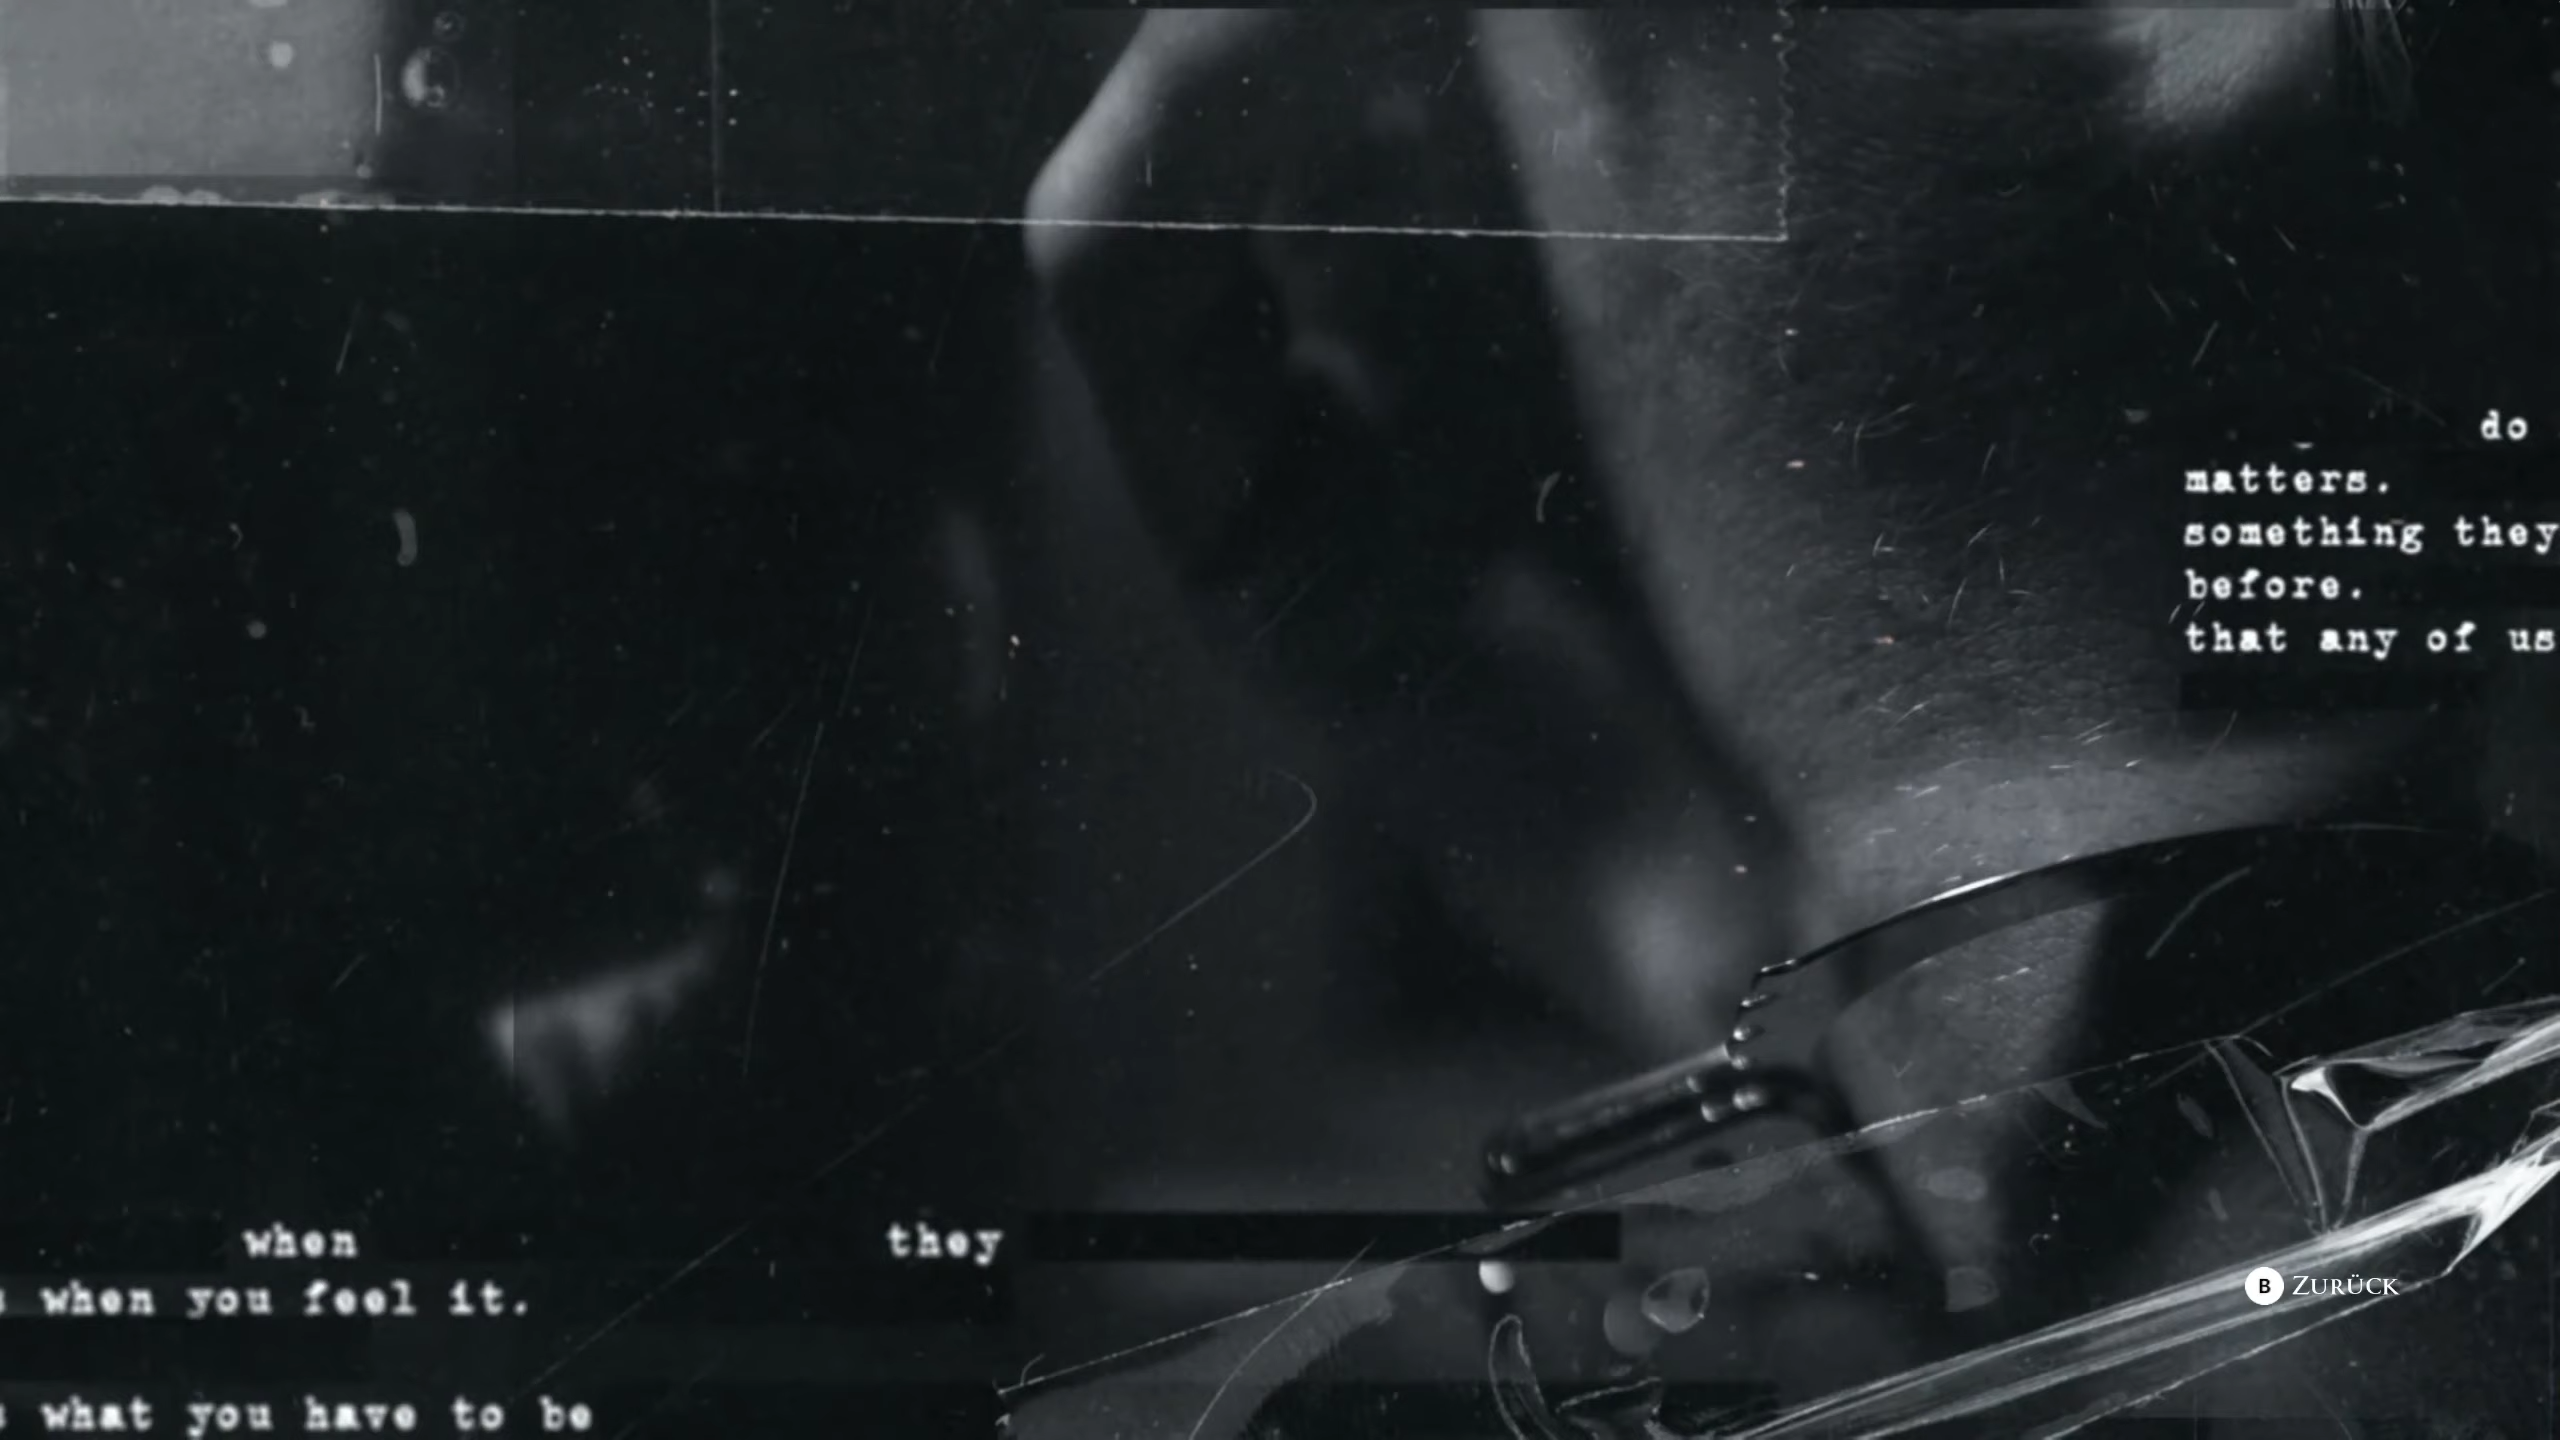 do
matters.
something they
before.
that any of us
when they
when you feel it.
what you have to be
B ZURÜCK